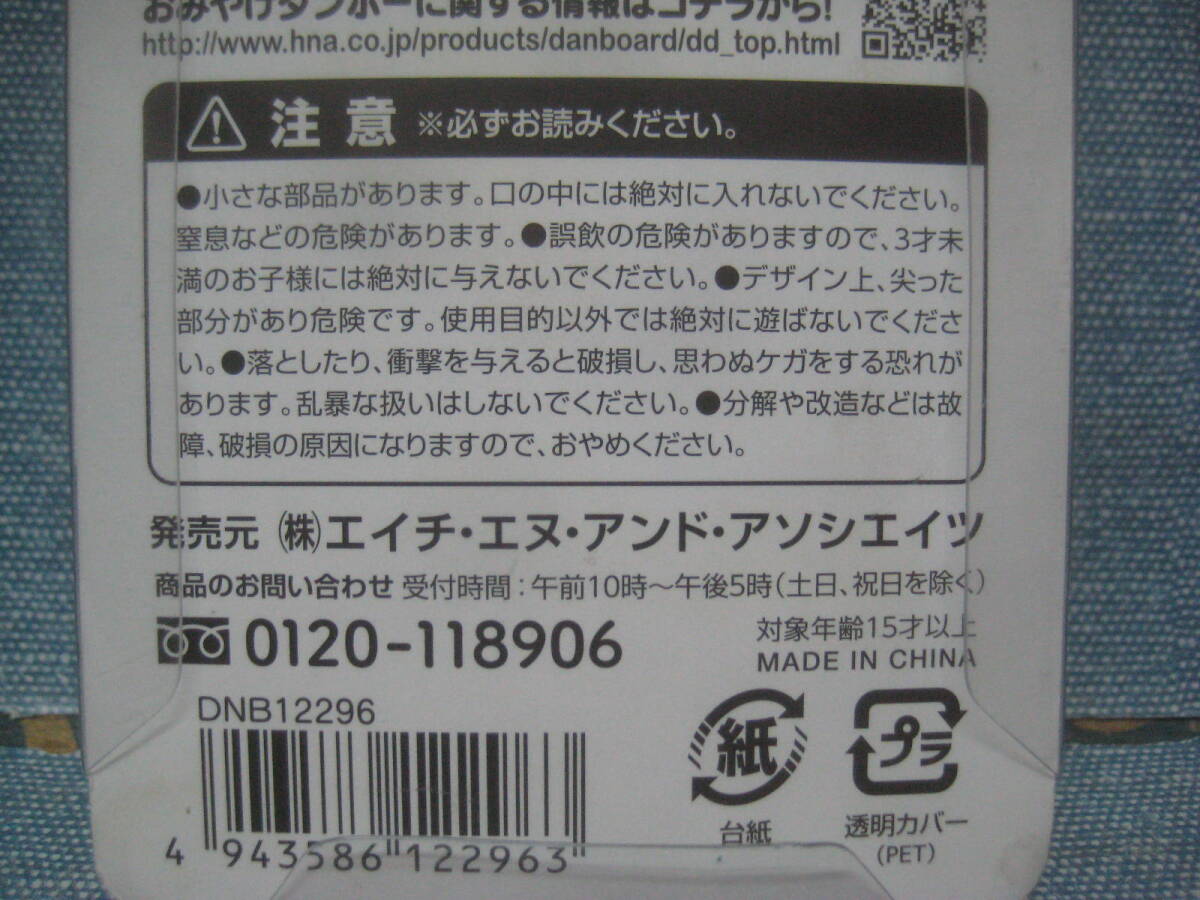 おみやげダンボーに関する情報はコチラから!
http://www.hna.co.jp/products/danboard/dd_top.html
注意 ※必ずお読みください。
●小さな部品があります。口の中には絶対に入れないでください。
窒息などの危険があります。●誤飲の危険がありますので、3才未
満のお子様には絶対に与えないでください。●デザイン上、尖った
部分があり危険です。使用目的以外では絶対に遊ばないでくださ
い。●落としたり、衝撃を与えると破損し、思わぬケガをする恐れが
あります。乱暴な扱いはしないでください。●分解や改造などは故
障、破損の原因になりますので、おやめください。
発売元 (株)エイチ・エヌ・アンド・アソシエイツ
商品のお問い合わせ 受付時間:午前10時〜午後5時(土日、祝日を除く)
0120-118906
対象年齢15才以上
MADE IN CHINA
DNB12296
4 943586 122963
紙
台紙
プラ
透明カバー
(PET)